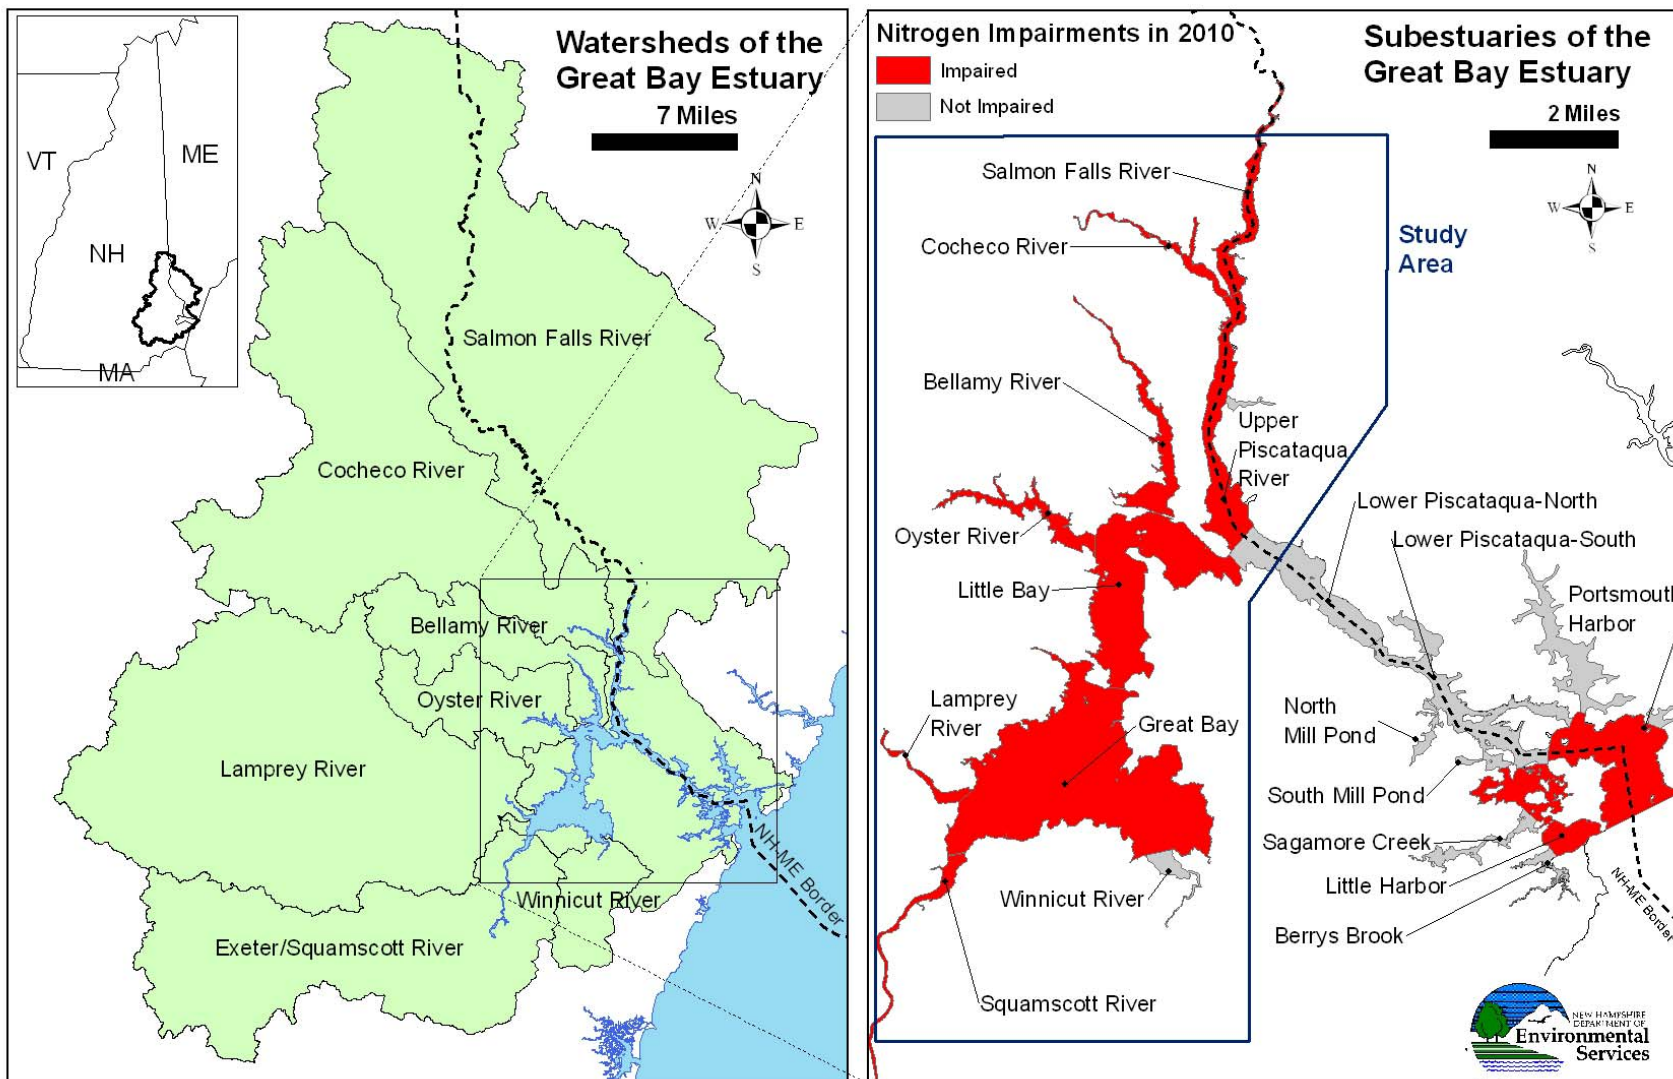 Watersheds of the
Great Bay Estuary
7 Miles
VT
ME
NH
MA
N
W
E
S
Salmon Falls River
Cocheco River
Bellamy River
Oyster River
Lamprey River
Winnicut River
Exeter/Squamscott River
NH-ME Border
Nitrogen Impairments in 2010
Impaired
Not Impaired
Subestuaries of the
Great Bay Estuary
2 Miles
N
W
E
S
Study
Area
Salmon Falls River
Cocheco River
Bellamy River
Upper
Piscataqua
River
Lower Piscataqua-North
Lower Piscataqua-South
Oyster River
Little Bay
Portsmouth
Harbor
Lamprey
River
Great Bay
North
Mill Pond
South Mill Pond
Sagamore Creek
Little Harbor
Berrys Brook
Winnicut River
Squamscott River
NH-ME Border
NEW HAMPSHIRE
DEPARTMENT OF
Environmental
Services